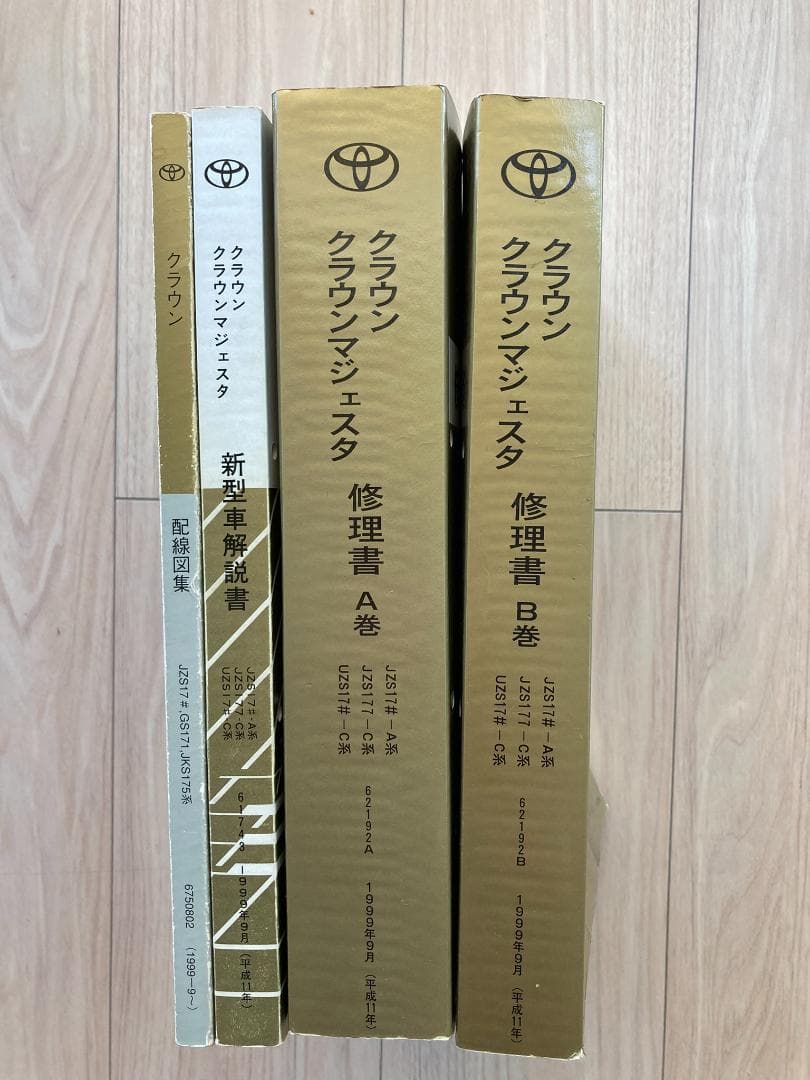 クラウン
配線図集
JZS17#,GS171,JKS175系
6750802
(1999-9~)
クラウン
クラウンマジェスタ
新型車解説書
JZS17#-A系
JZS177-C系
UZS17#-C系
61743
1999年9月
(平成11年)
クラウン
クラウンマジェスタ
修理書
A巻
JZS17#-A系
JZS177-C系
UZS17#-C系
62192A
1999年9月
(平成11年)
クラウン
クラウンマジェスタ
修理書
B巻
JZS17#-A系
JZS177-C系
UZS17#-C系
62192B
1999年9月
(平成11年)